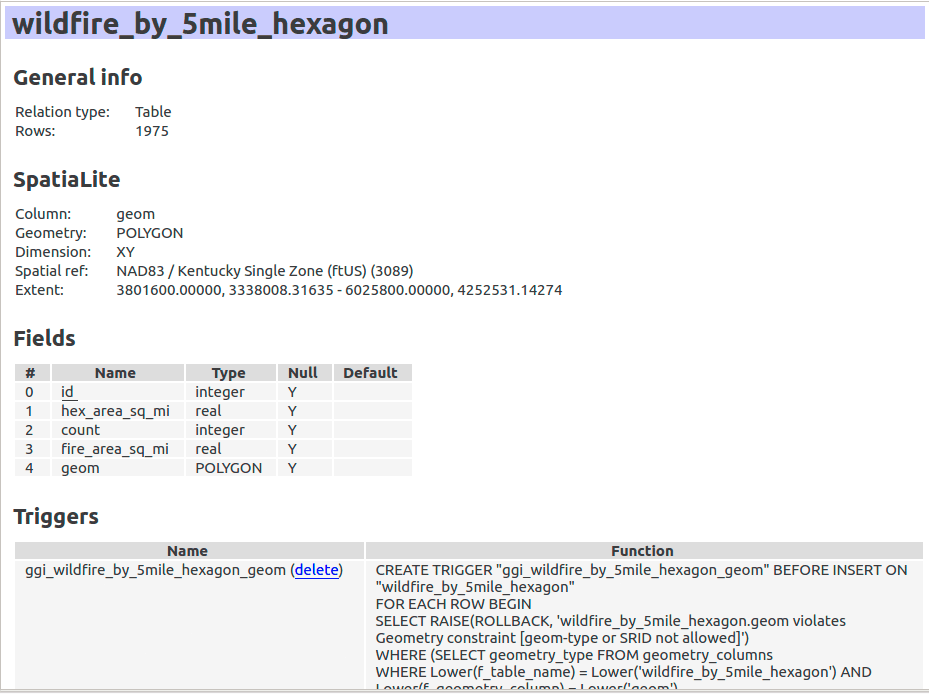 wildfire_by_5mile_hexagon
General info
Relation type: Table
Rows: 1975
SpatiaLite
Column: geom
Geometry: POLYGON
Dimension: XY
Spatial ref: NAD83 / Kentucky Single Zone (ftUS) (3089)
Extent: 3801600.00000, 3338008.31635 - 6025800.00000, 4252531.14274
Fields
# Name Type Null Default
0 id integer Y
1 hex_area_sq_mi real Y
2 count integer Y
3 fire_area_sq_mi real Y
4 geom POLYGON Y
Triggers
Name Function
ggi_wildfire_by_5mile_hexagon_geom (delete) CREATE TRIGGER "ggi_wildfire_by_5mile_hexagon_geom" BEFORE INSERT ON
"wildfire_by_5mile_hexagon"
FOR EACH ROW BEGIN
SELECT RAISE(ROLLBACK, 'wildfire_by_5mile_hexagon.geom violates
Geometry constraint [geom-type or SRID not allowed]')
WHERE (SELECT geometry_type FROM geometry_columns
WHERE Lower(f_table_name) = Lower('wildfire_by_5mile_hexagon') AND
Lower(f_geometry_column) = Lower('geom')